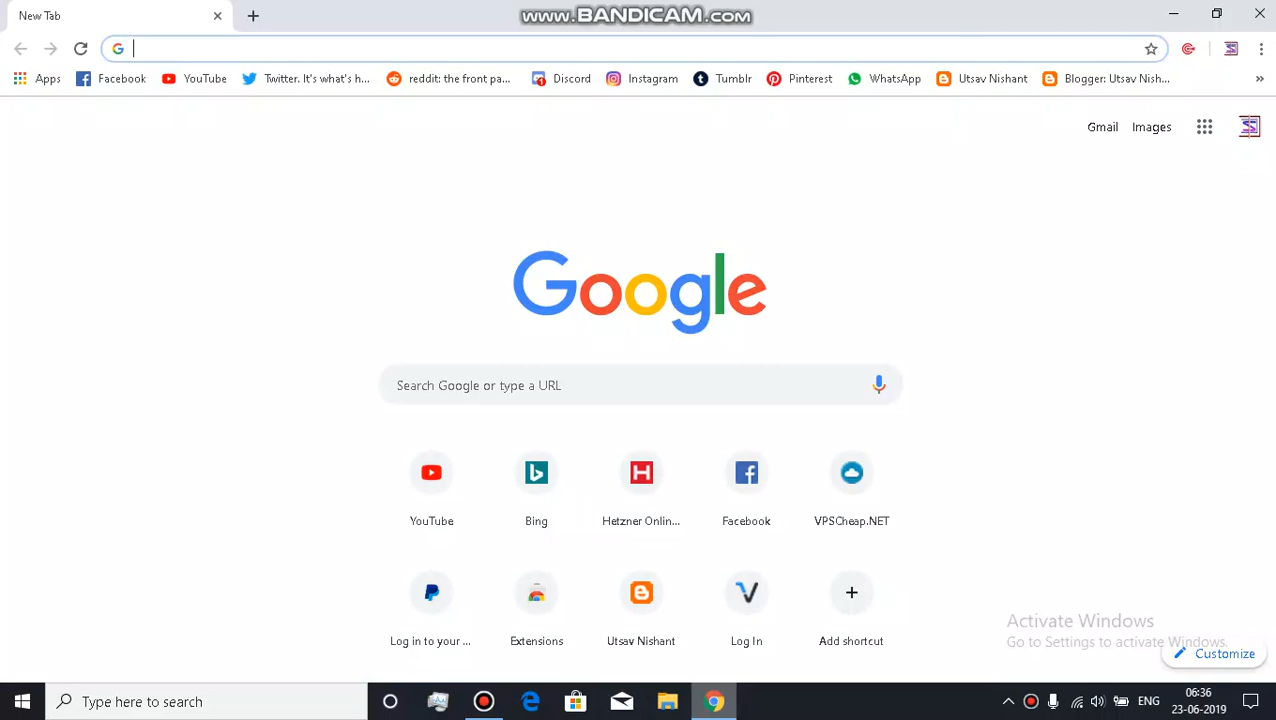 New Tab
www.BANDICAM.com
Apps Facebook YouTube Twitter. It's what's h... reddit: the front pa... Discord Instagram Tumblr Pinterest WhatsApp Utsav Nishant Blogger: Utsav Nish... »
Gmail Images
Google
Search Google or type a URL
YouTube Bing Hetzner Onlin... Facebook VPSCheap.NET
Log in to your ... Extensions Utsav Nishant Log In Add shortcut
Activate Windows
Go to Settings to activate Windows.
Customize
Type here to search
ENG
06:36
23-06-2019